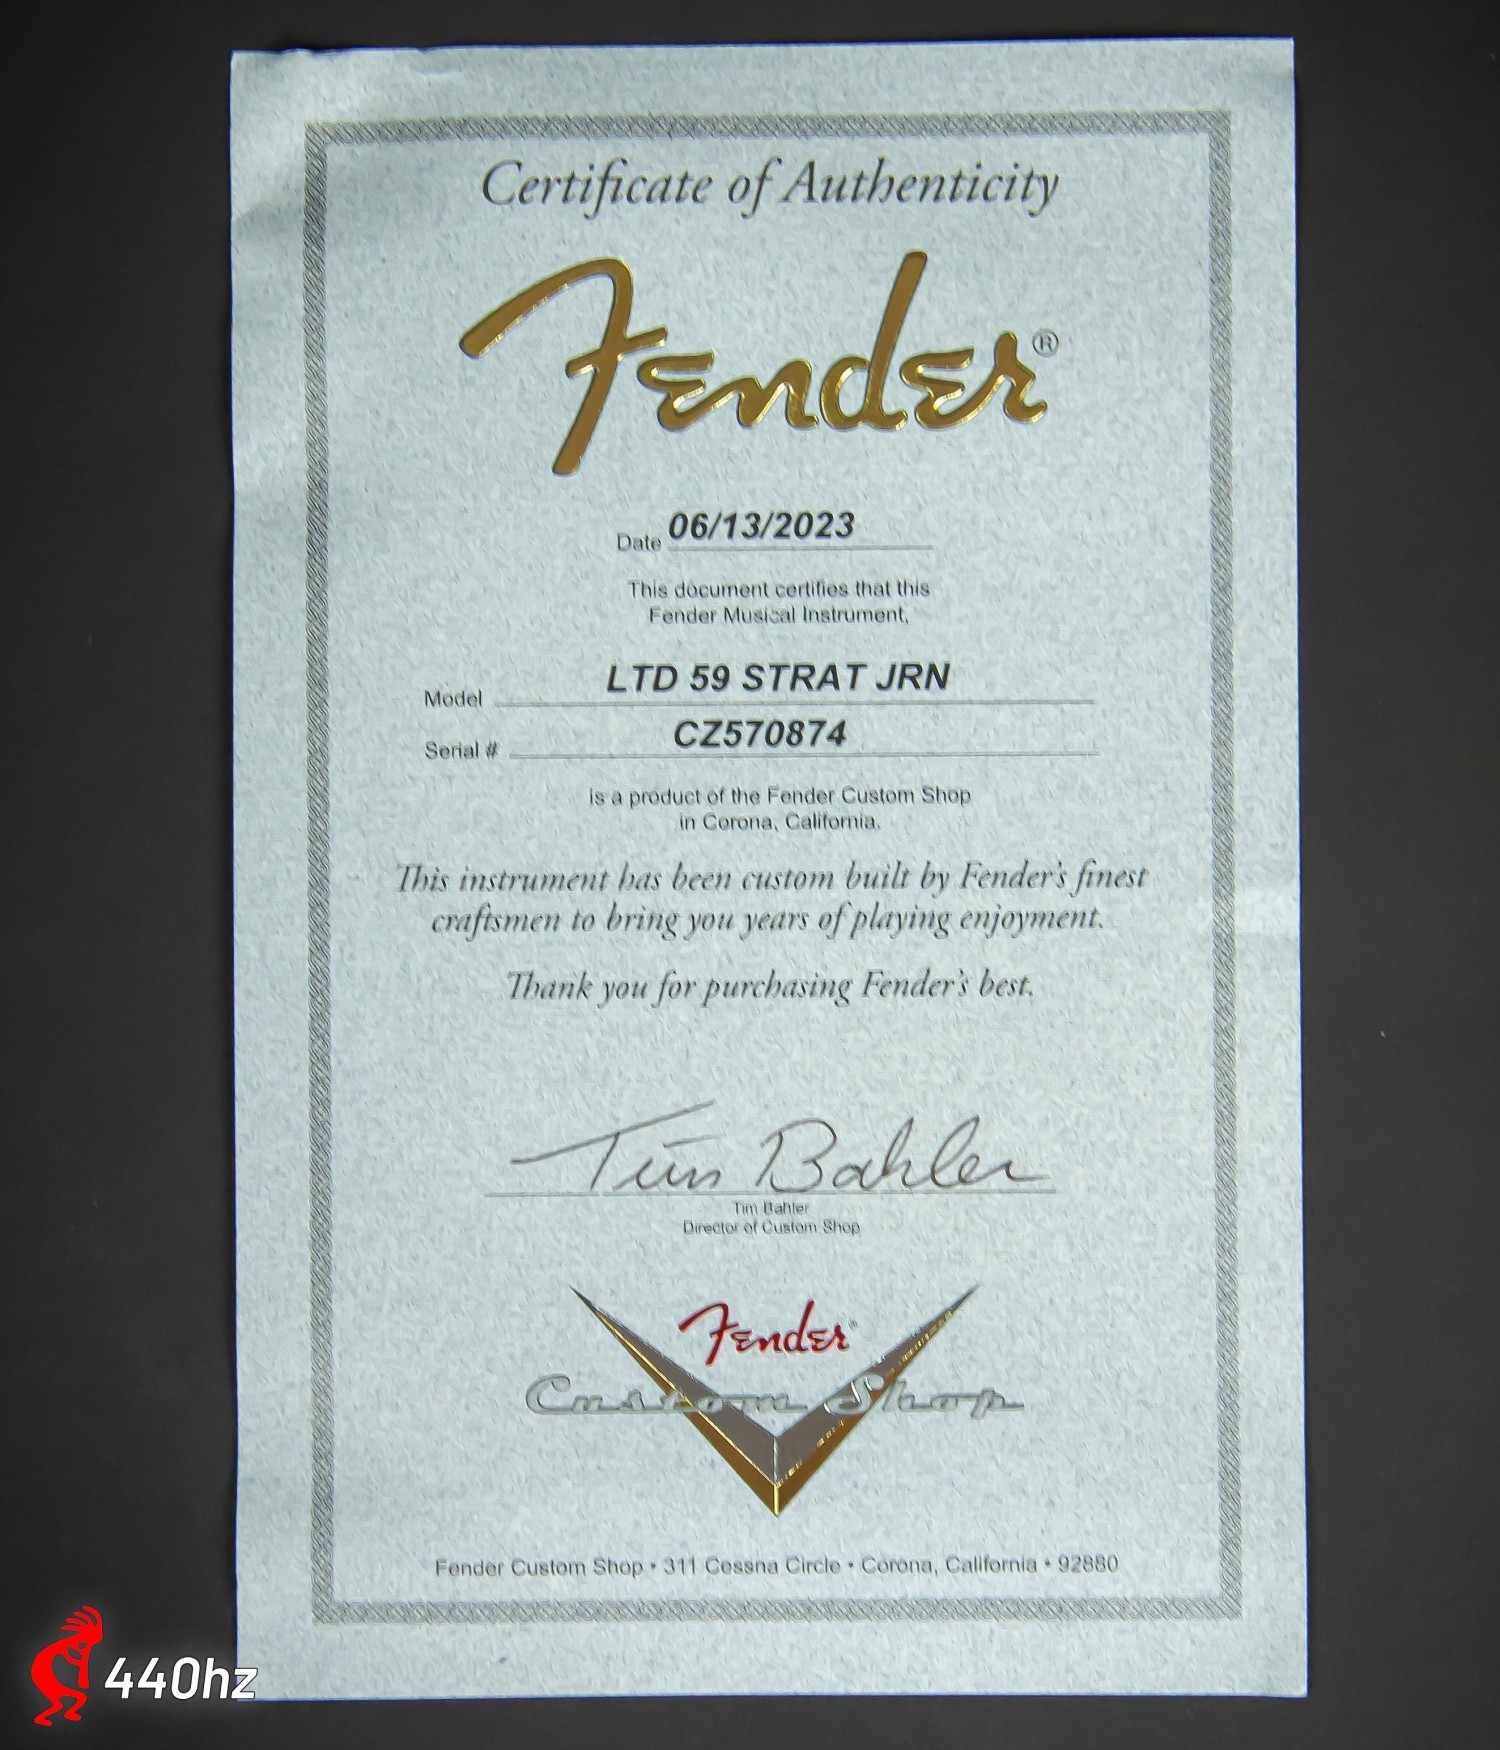 Certificate of Authenticity
Fender®
Date 06/13/2023
This document certifies that this
Fender Musical Instrument,
Model LTD 59 STRAT JRN
Serial # CZ570874
is a product of the Fender Custom Shop
in Corona, California.
This instrument has been custom built by Fender's finest
craftsmen to bring you years of playing enjoyment.
Thank you for purchasing Fender's best.
Tim Bahler
Tim Bahler
Director of Custom Shop
Fender®
Custom Shop
Fender Custom Shop • 311 Cessna Circle • Corona, California • 92880
440hz